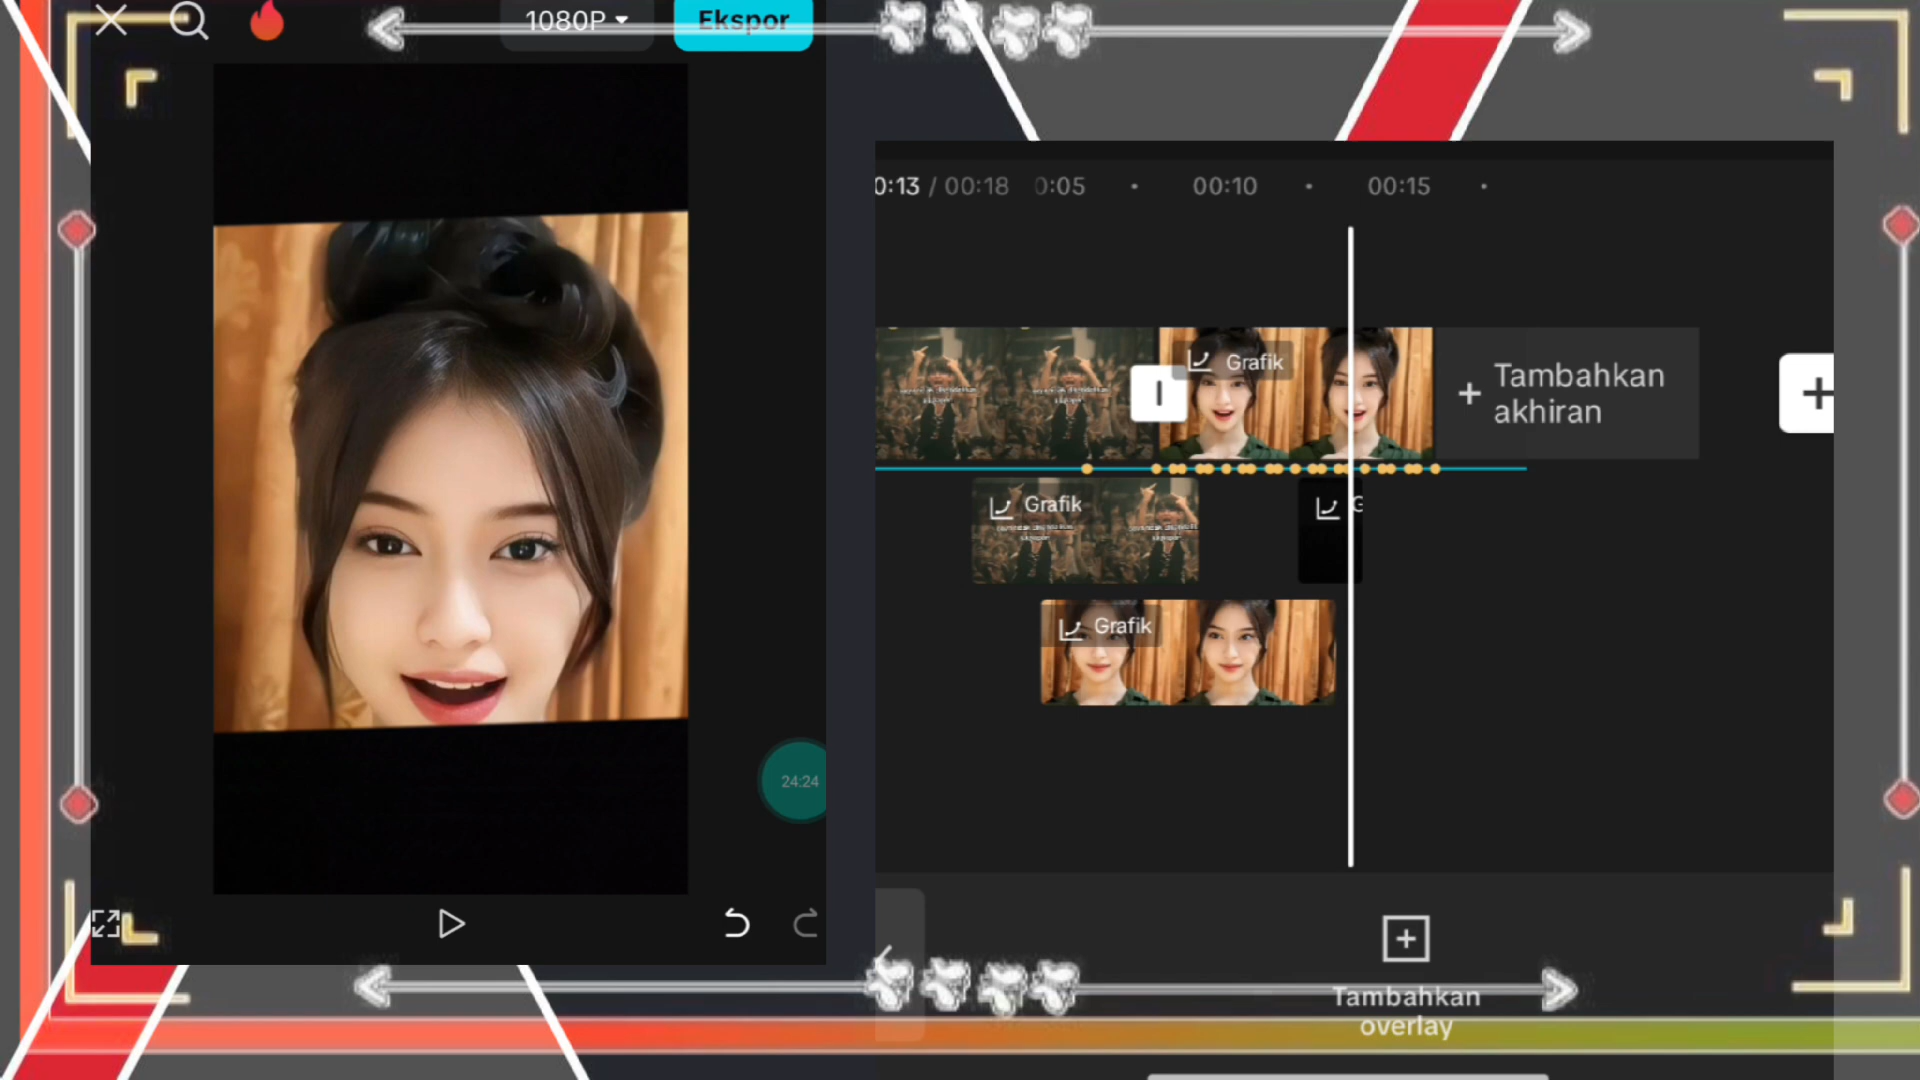 1080P
Ekspor
24:24
0:13 / 00:18
0:05
00:10
00:15
Grafik
Tambahkan
akhiran
Grafik
G
Grafik
Tambahkan
overlay